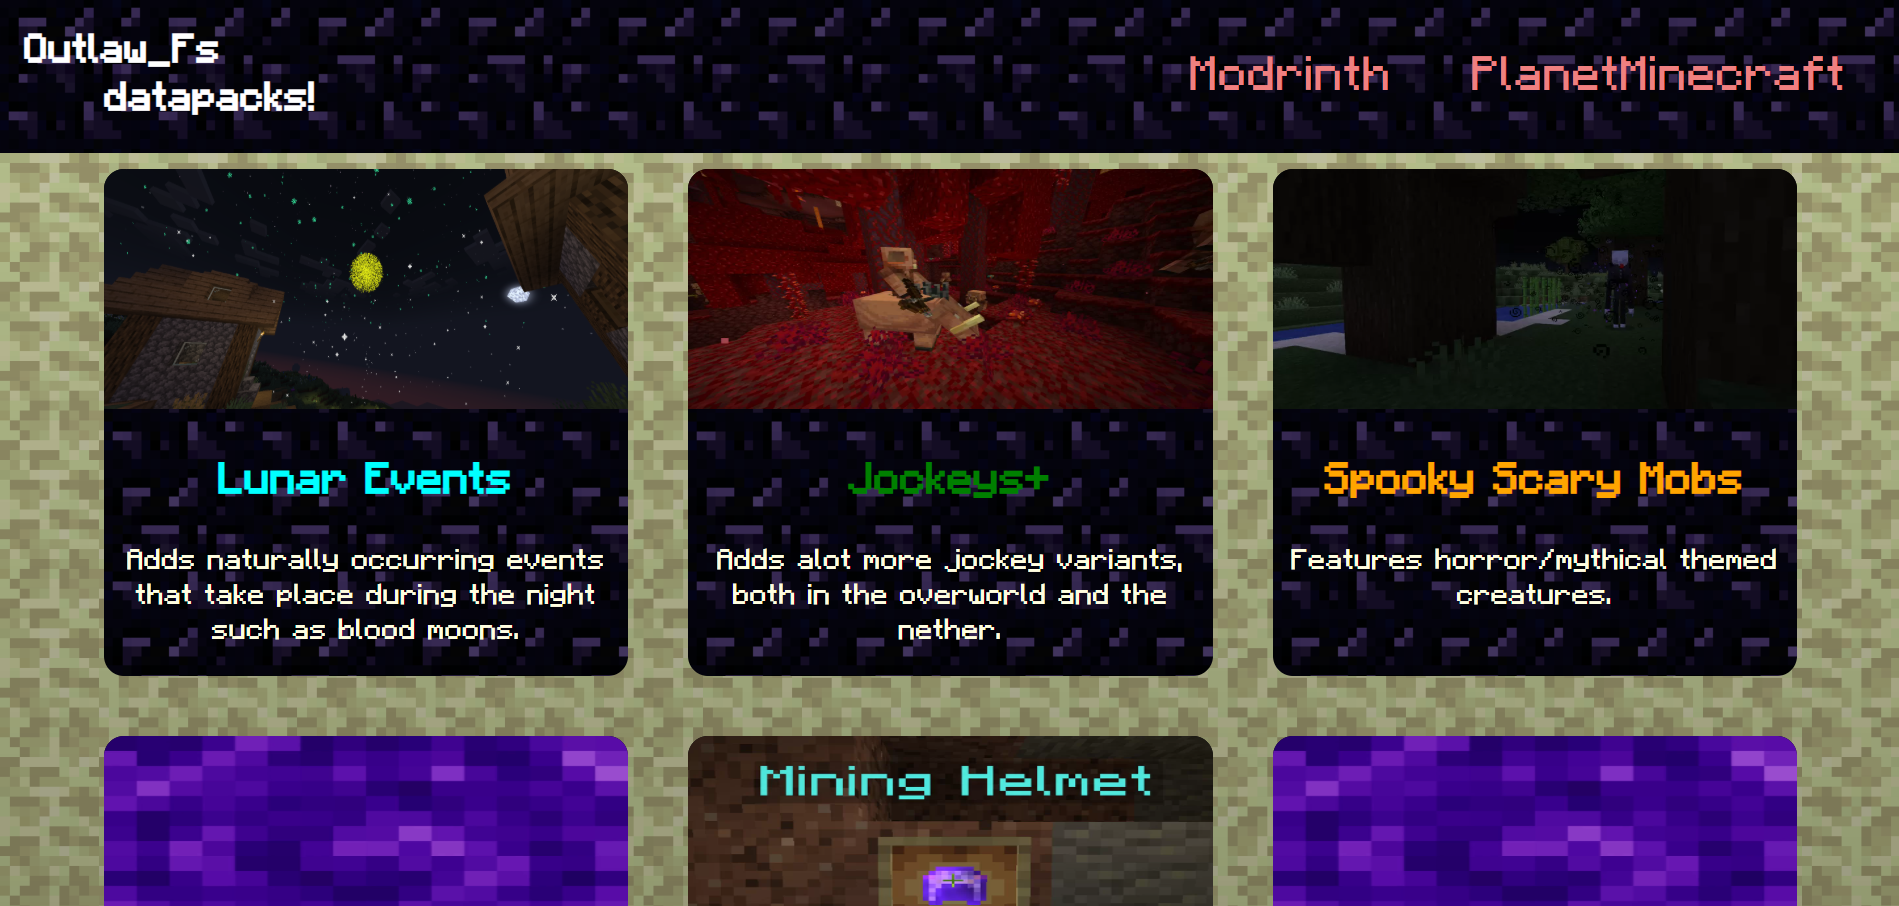 Outlaw_Fs
datapacks!
Modrinth PlanetMinecraft
Lunar Events
Adds naturally occurring events
that take place during the night
such as blood moons.
Jockeys+
Adds alot more jockey variants,
both in the overworld and the
nether.
Spooky Scary Mobs
Features horror/mythical themed
creatures.
Mining Helmet